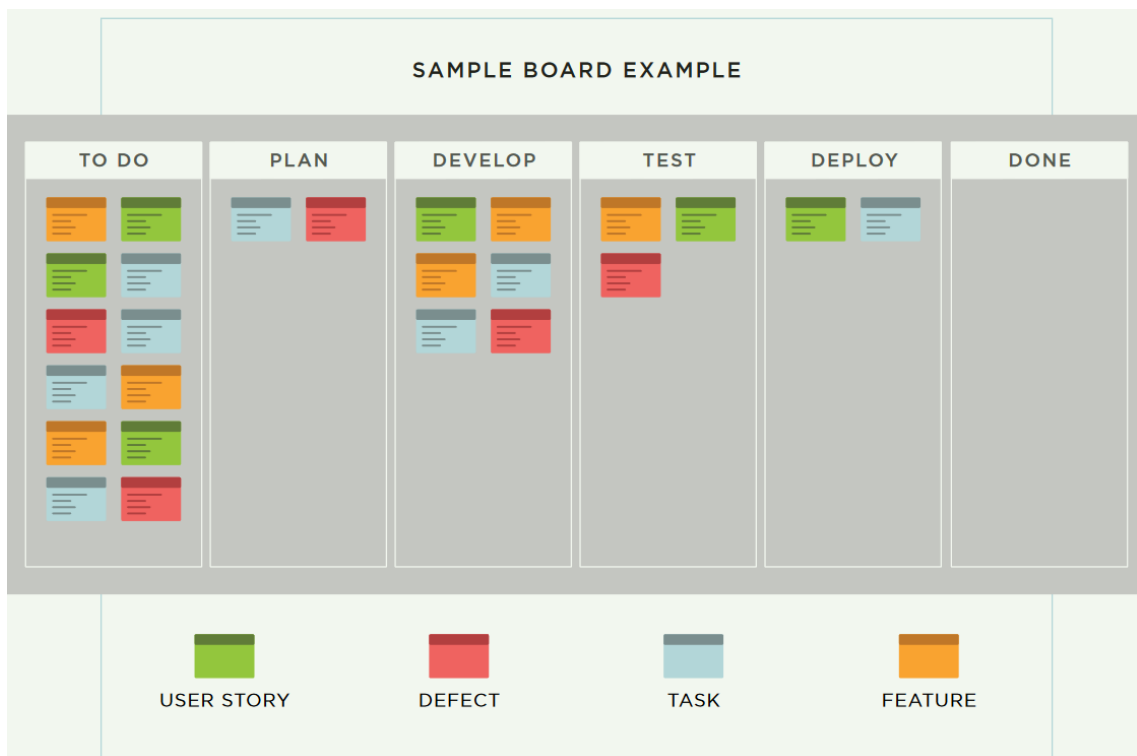 SAMPLE BOARD EXAMPLE
TO DO
PLAN
DEVELOP
TEST
DEPLOY
DONE
USER STORY
DEFECT
TASK
FEATURE